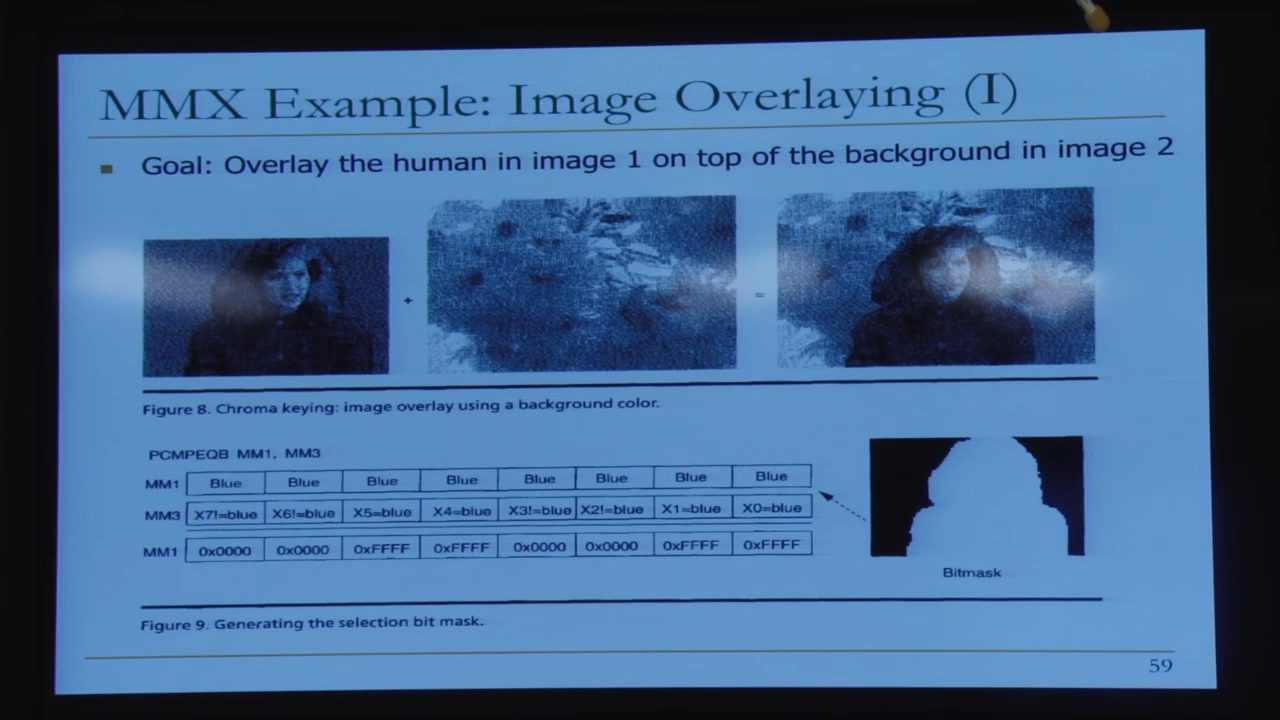 MMX Example: Image Overlaying (I)
Goal: Overlay the human in image 1 on top of the background in image 2
+ =
Figure 8. Chroma keying: image overlay using a background color.
PCMPEQB MM1, MM3
MM1 Blue Blue Blue Blue Blue Blue Blue Blue
MM3 X7!=blue X6!=blue X5=blue X4=blue X3!=blue X2!=blue X1=blue X0=blue
MM1 0x0000 0x0000 0xFFFF 0xFFFF 0x0000 0x0000 0xFFFF 0xFFFF
Bitmask
Figure 9. Generating the selection bit mask.
59